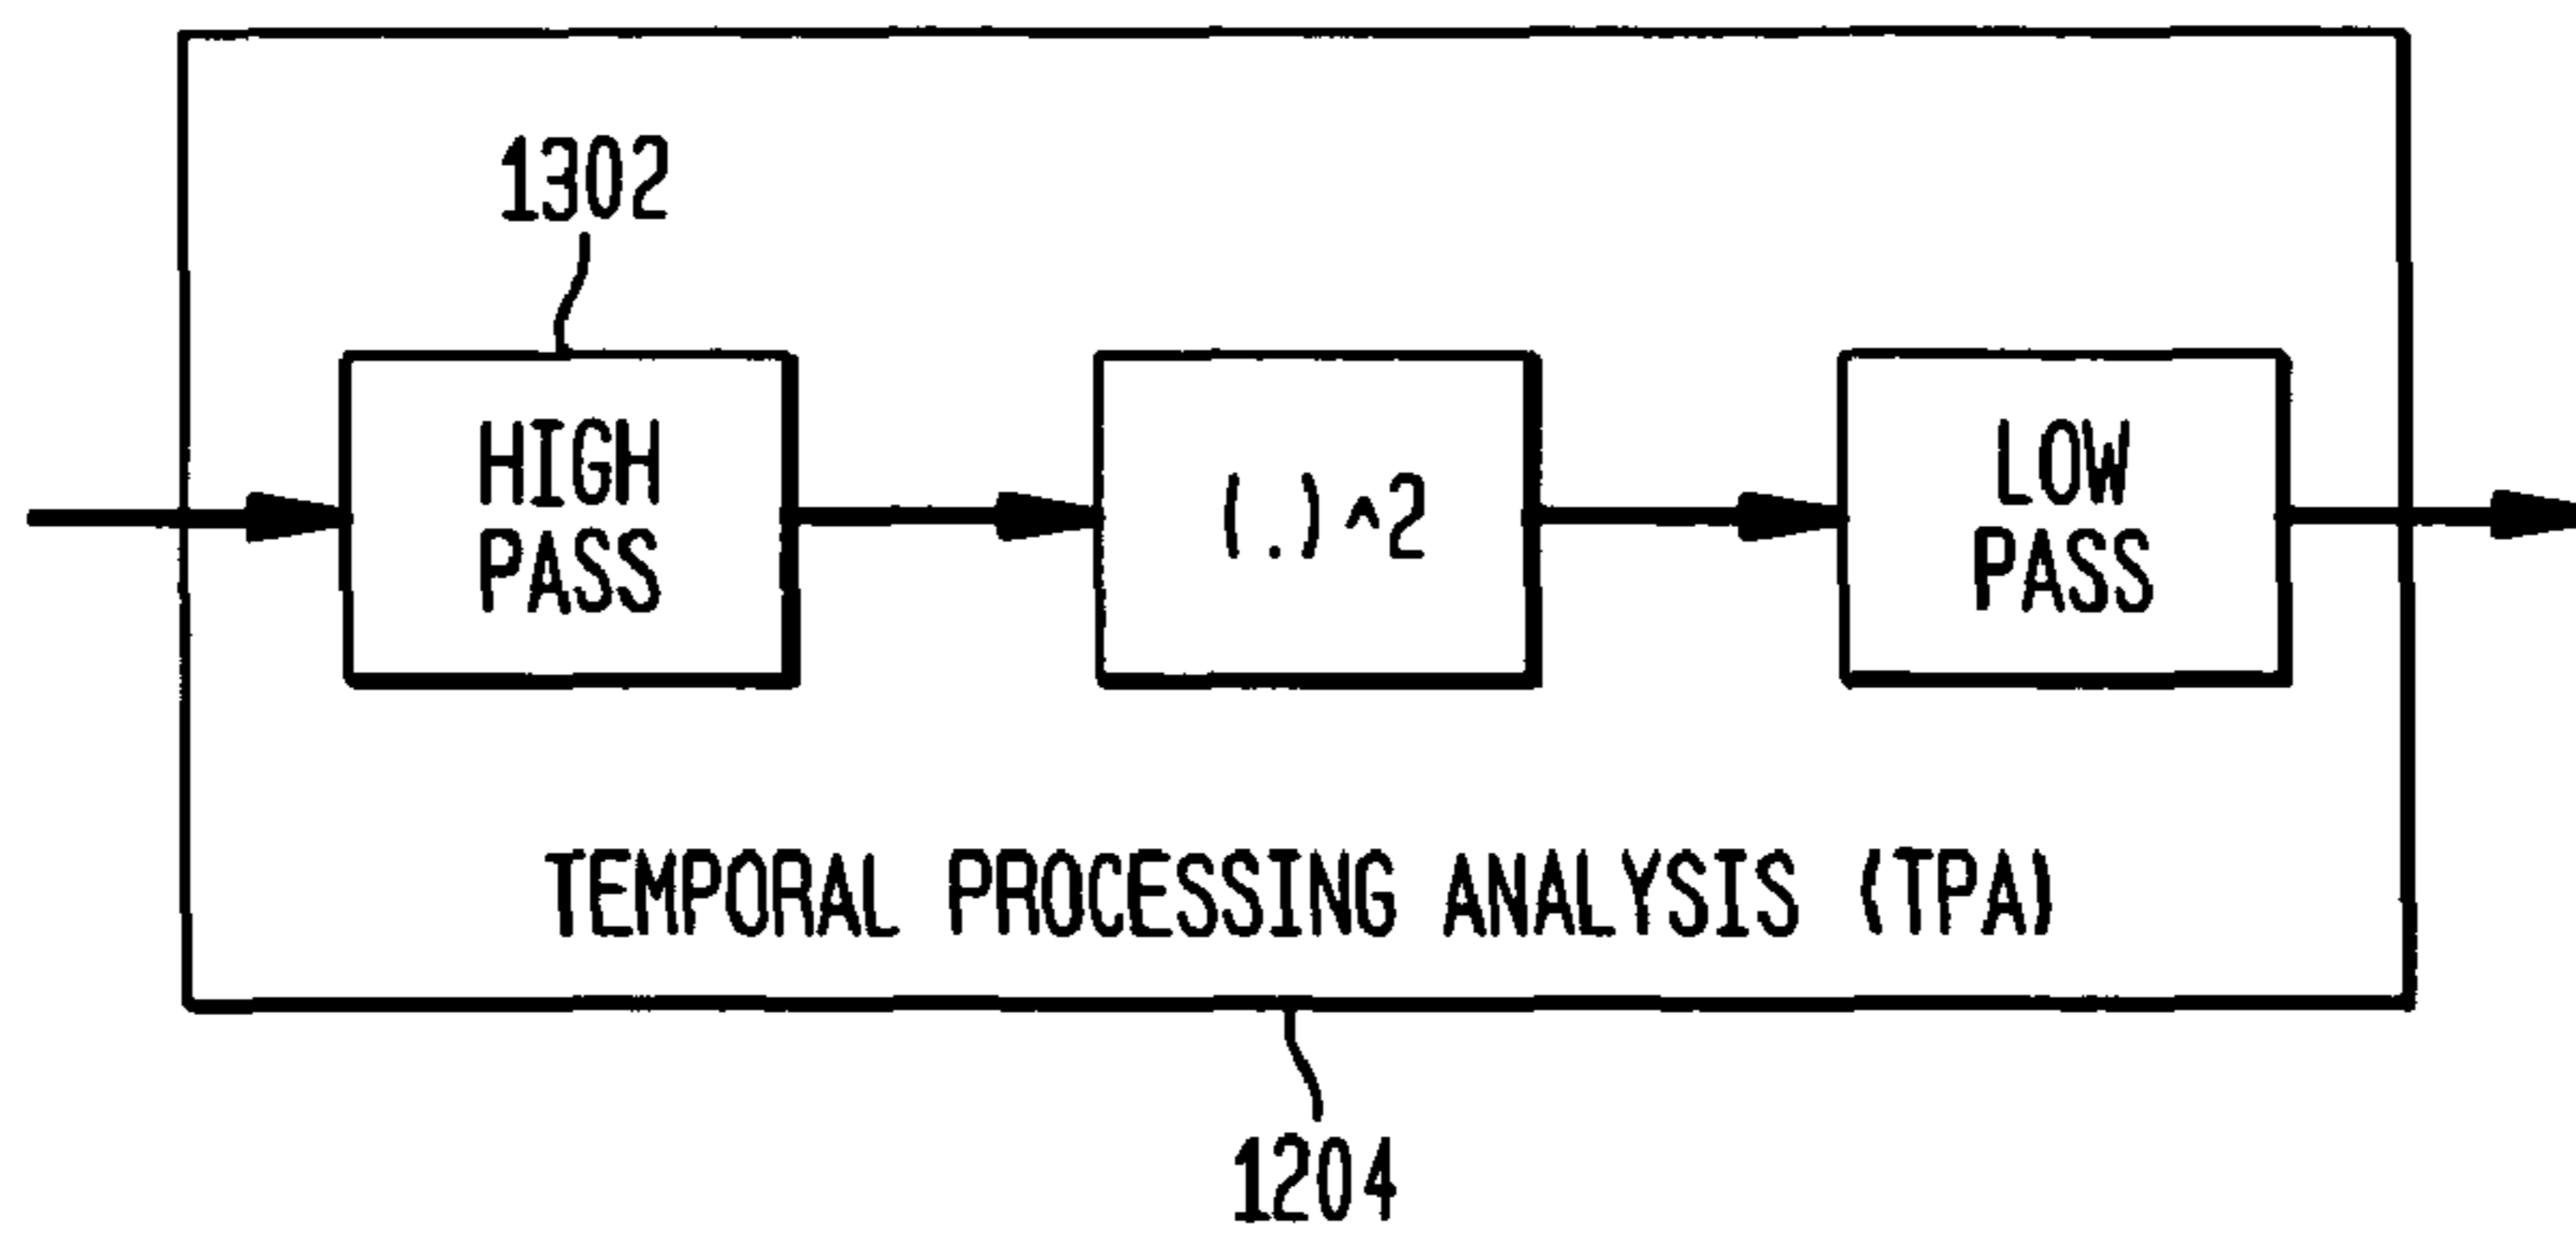 1302
HIGH
PASS
(.)^2
LOW
PASS
TEMPORAL PROCESSING ANALYSIS (TPA)
1204